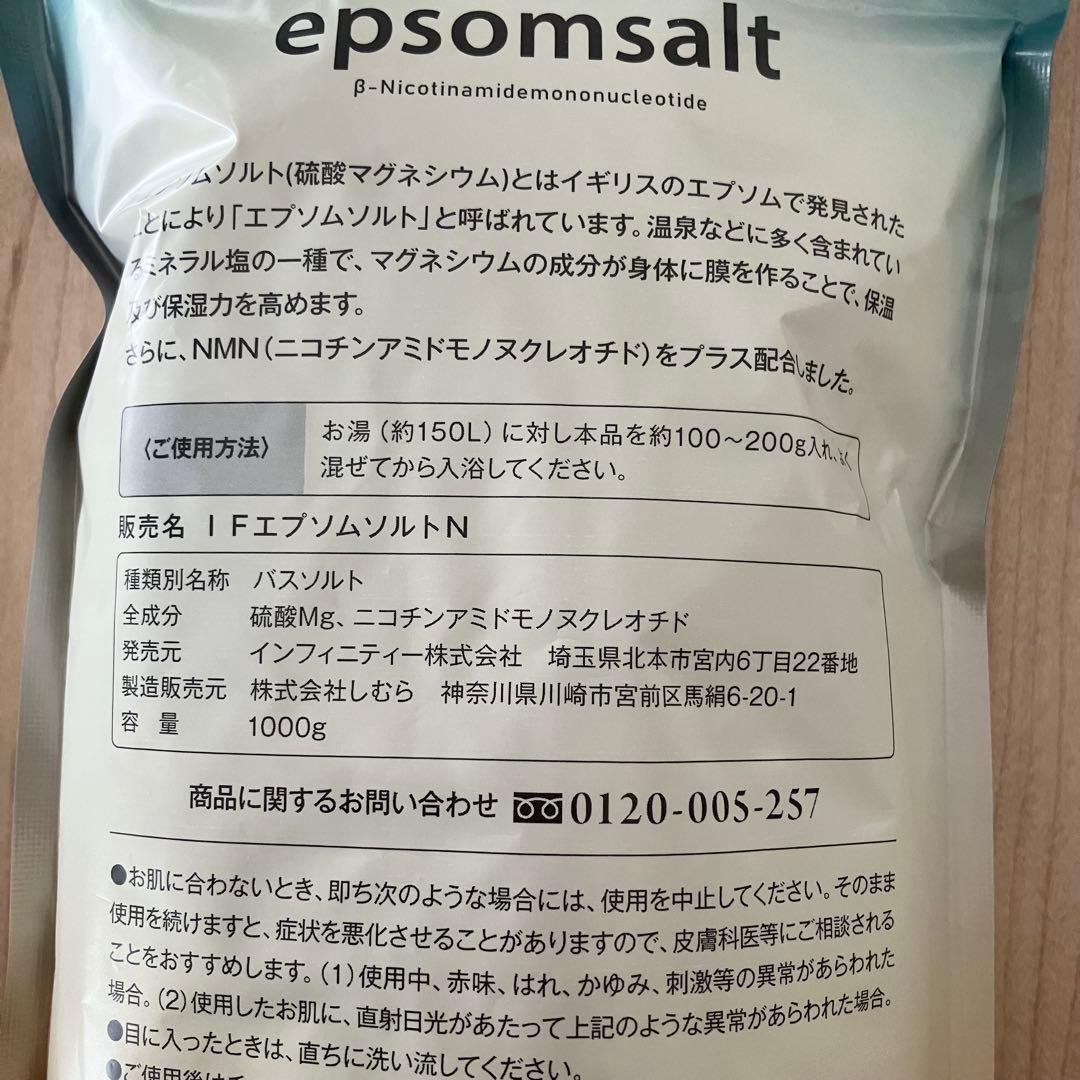 epsomsalt
β-Nicotinamidemononucleotide
ムソルト(硫酸マグネシウム)とはイギリスのエプソムで発見された
ことにより「エプソムソルト」と呼ばれています。温泉などに多く含まれてい
るミネラル塩の一種で、マグネシウムの成分が身体に膜を作ることで、保温
及び保湿力を高めます。
さらに、NMN(ニコチンアミドモノヌクレオチド)をプラス配合しました。
〈ご使用方法〉
お湯(約150L)に対し本品を約100〜200g入れ、よく
混ぜてから入浴してください。
販売名 IFエプソムソルトN
種類別名称 バスソルト
全成分 硫酸Mg、ニコチンアミドモノヌクレオチド
発売元 インフィニティー株式会社 埼玉県北本市宮内6丁目22番地
製造販売元 株式会社しむら 神奈川県川崎市宮前区馬絹6-20-1
容 量 1000g
商品に関するお問い合わせ 0120-005-257
●お肌に合わないとき、即ち次のような場合には、使用を中止してください。そのまま
使用を続けますと、症状を悪化させることがありますので、皮膚科医等にご相談される
ことをおすすめします。(1)使用中、赤味、はれ、かゆみ、刺激等の異常があらわれた
場合。(2)使用したお肌に、直射日光があたって上記のような異常があらわれた場合。
●目に入ったときは、直ちに洗い流してください。
●ご使用後は